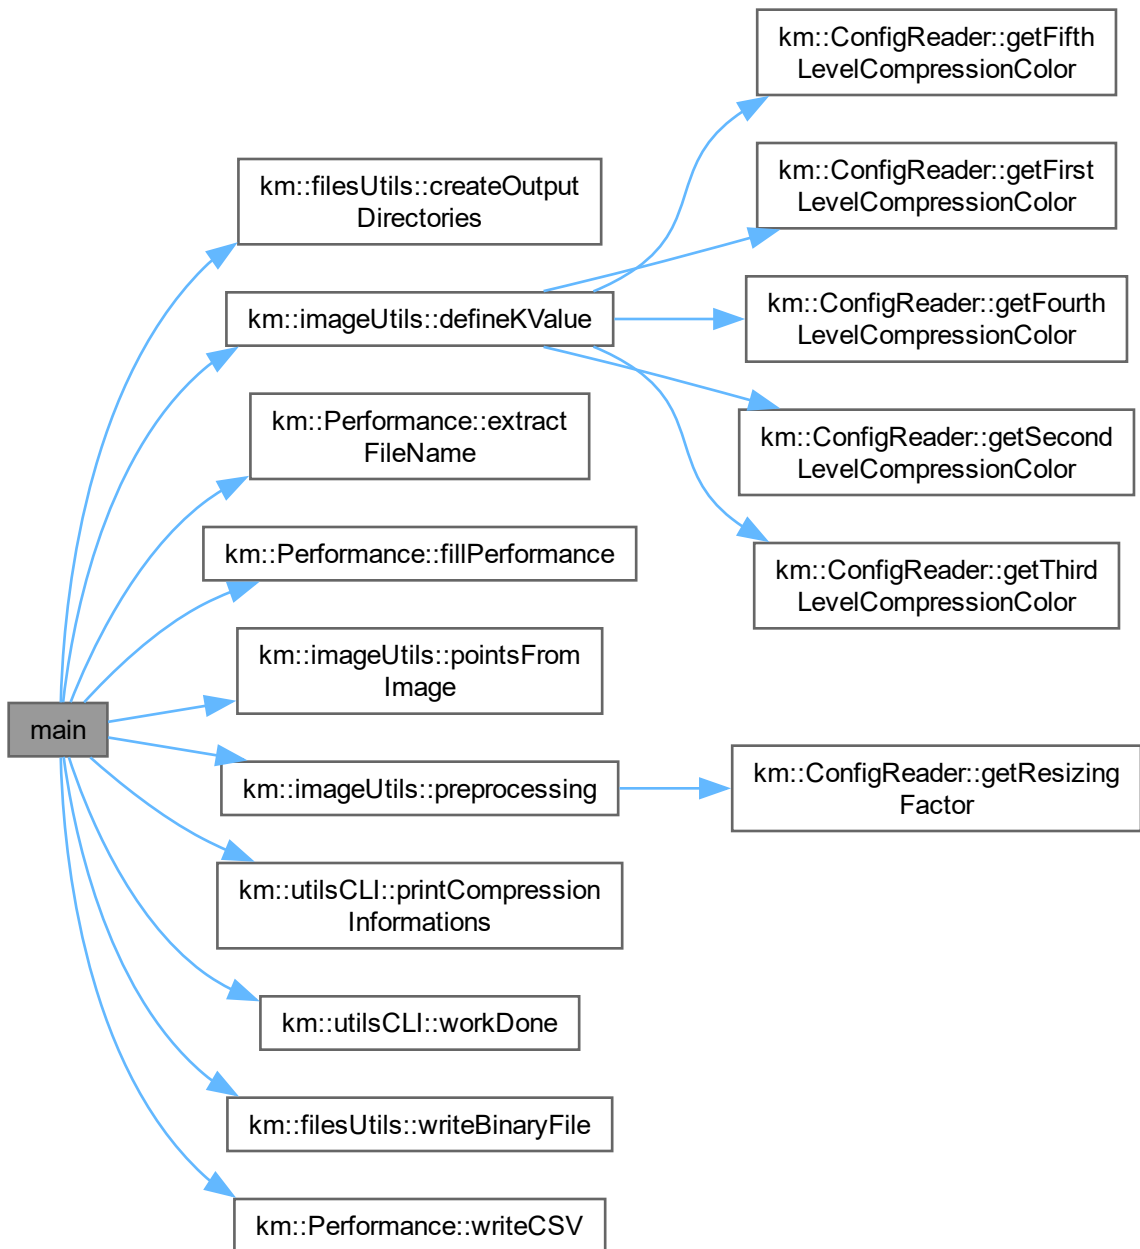 main
km::filesUtils::createOutput
Directories
km::imageUtils::defineKValue
km::Performance::extract
FileName
km::Performance::fillPerformance
km::imageUtils::pointsFrom
Image
km::imageUtils::preprocessing
km::utilsCLI::printCompression
Informations
km::utilsCLI::workDone
km::filesUtils::writeBinaryFile
km::Performance::writeCSV
km::ConfigReader::getFifth
LevelCompressionColor
km::ConfigReader::getFirst
LevelCompressionColor
km::ConfigReader::getFourth
LevelCompressionColor
km::ConfigReader::getSecond
LevelCompressionColor
km::ConfigReader::getThird
LevelCompressionColor
km::ConfigReader::getResizing
Factor